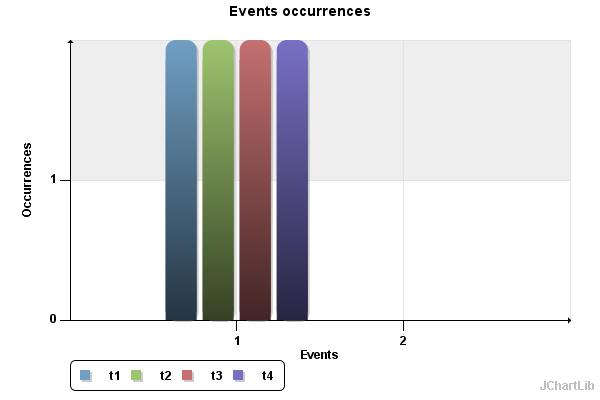 Events occurrences
Occurrences
1
0
1
2
Events
t1 t2 t3 t4
JChartLib